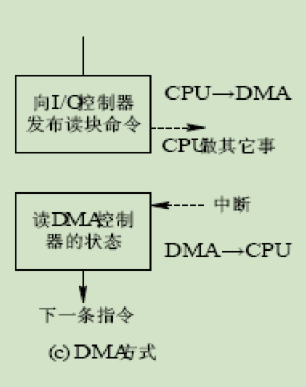 向I/O控制器
发布读块命令
CPU→DMA
CPU做其它事
读DMA控制
器的状态
中断
DMA→CPU
下一条指令
(c) DMA方式